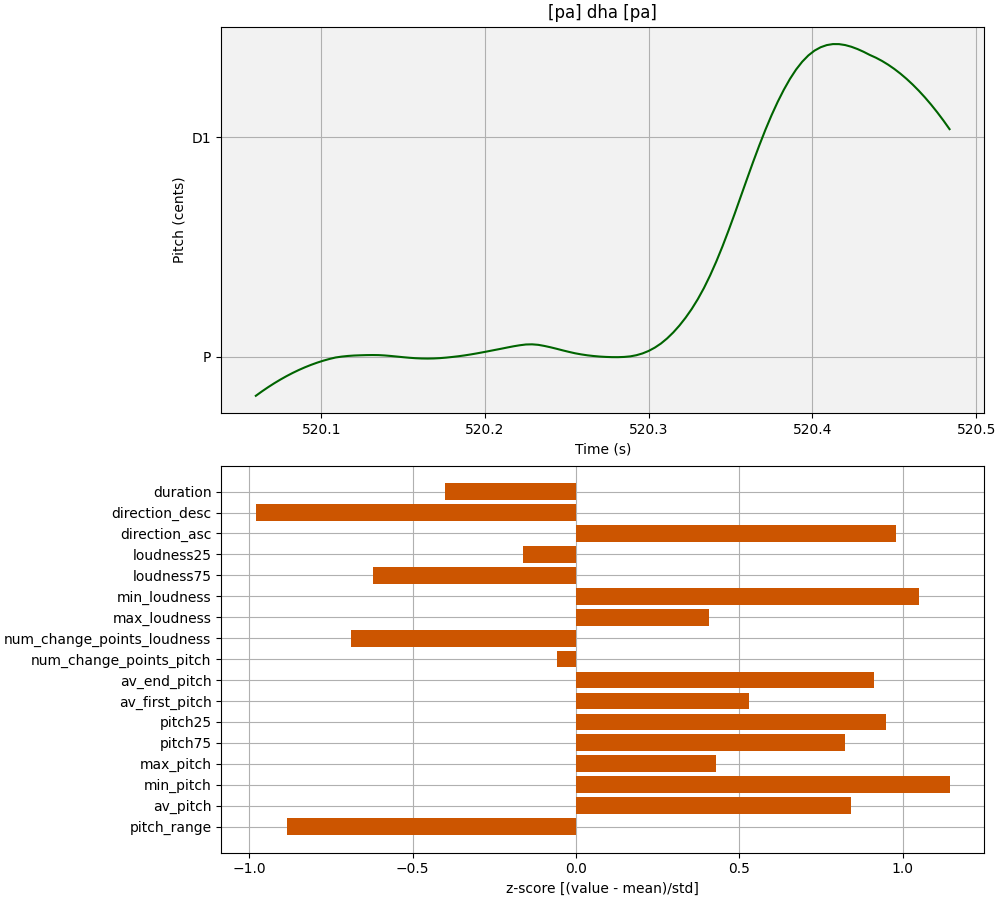 [pa] dha [pa]
D1
P
Pitch (cents)
520.1 520.2 520.3 520.4 520.5
Time (s)
duration
direction_desc
direction_asc
loudness25
loudness75
min_loudness
max_loudness
num_change_points_loudness
num_change_points_pitch
av_end_pitch
av_first_pitch
pitch25
pitch75
max_pitch
min_pitch
av_pitch
pitch_range
−1.0 −0.5 0.0 0.5 1.0
z-score [(value - mean)/std]